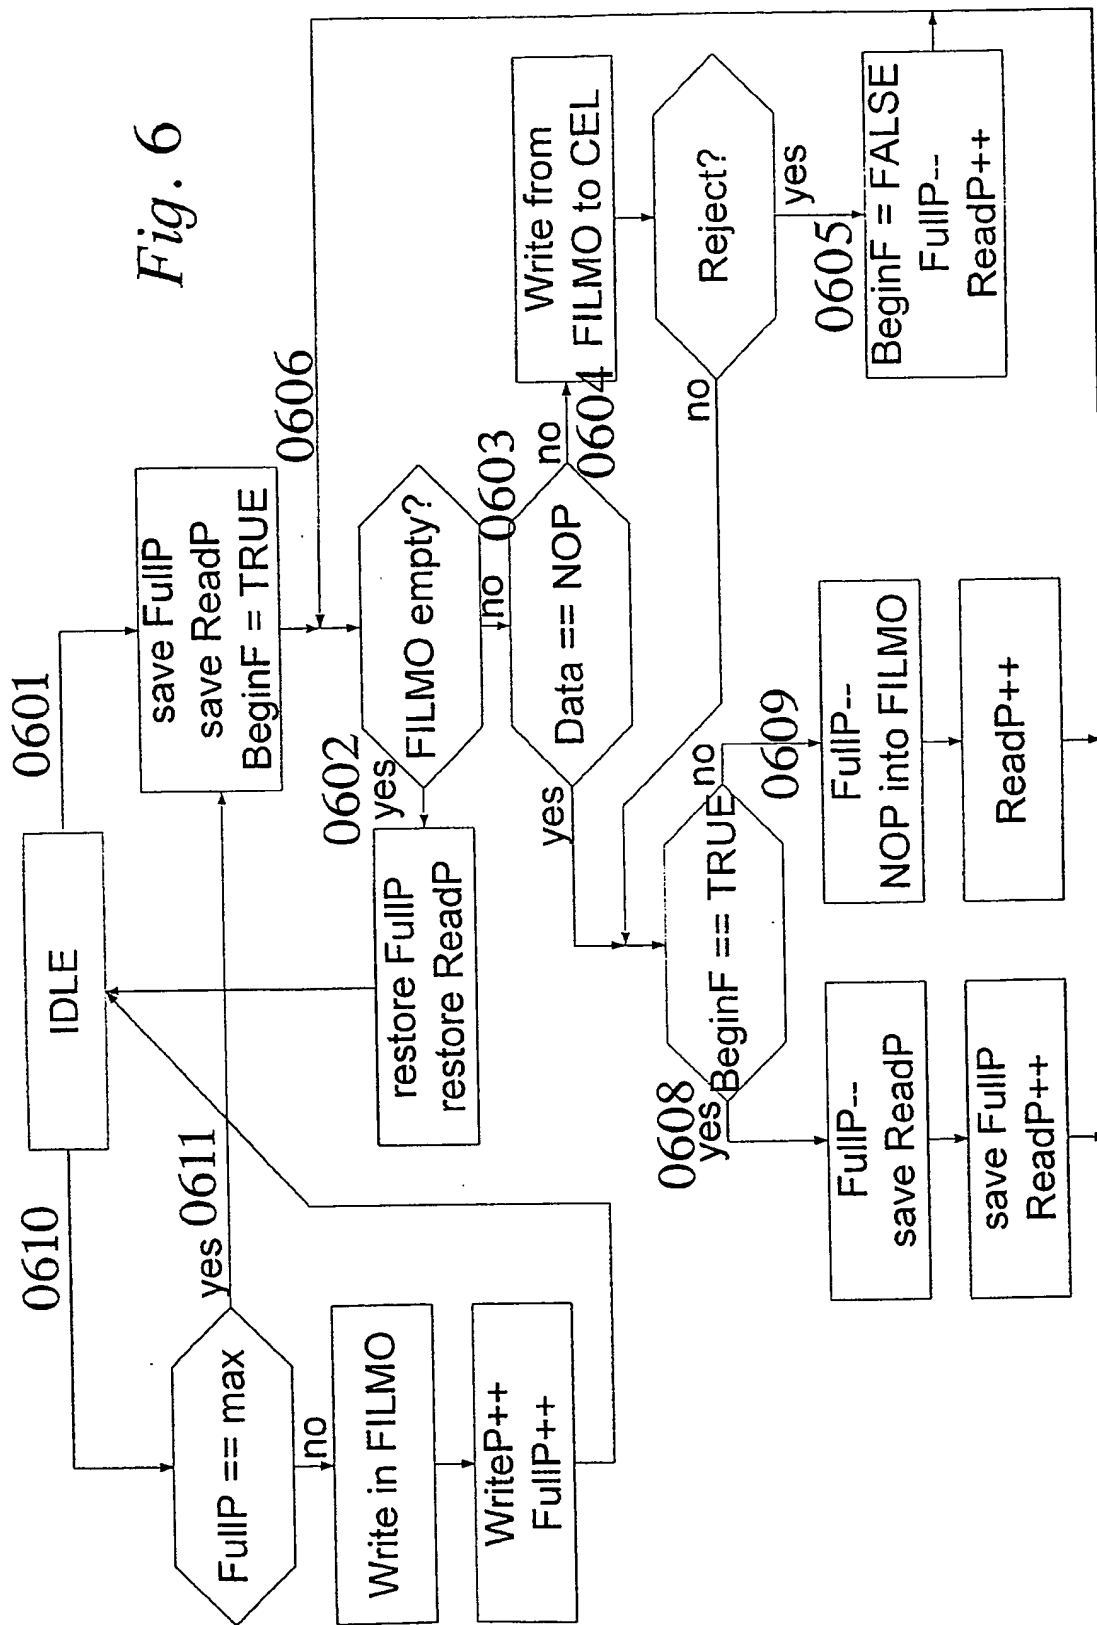 Fig. 6
IDLE
0610
0601
FullP == max
yes
0611
no
Write in FILMO
WriteP++
FullP++
save FullP
save ReadP
BeginF = TRUE
0606
FILMO empty?
0602
yes
restore FullP
restore ReadP
no
0603
Data == NOP
no
0604
Write from
FILMO to CEL
Reject?
yes
0605
BeginF = FALSE
FullP--
ReadP++
no
yes
BeginF == TRUE
0608
yes
FullP--
save ReadP
save FullP
ReadP++
no
0609
FullP--
NOP into FILMO
ReadP++